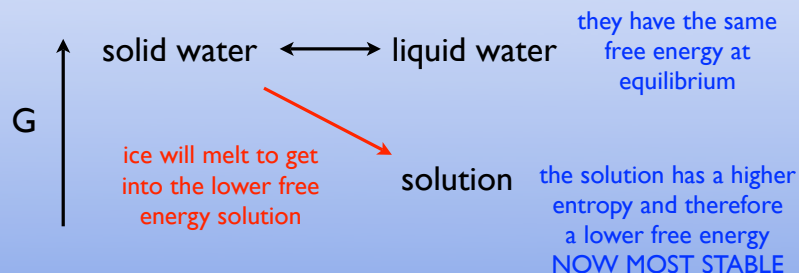 they have the same
free energy at
equilibrium
solid water
liquid water
G
ice will melt to get
into the lower free
energy solution
solution
the solution has a higher
entropy and therefore
a lower free energy
NOW MOST STABLE